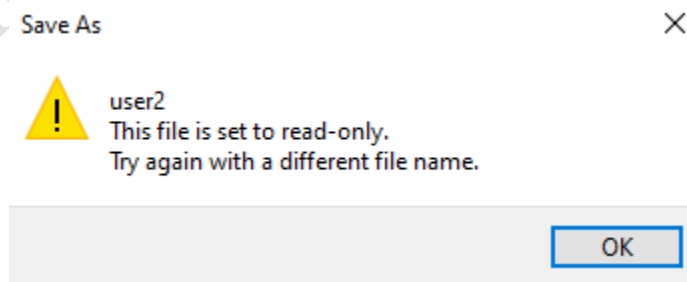 Save As
user2
This file is set to read-only.
Try again with a different file name.
OK